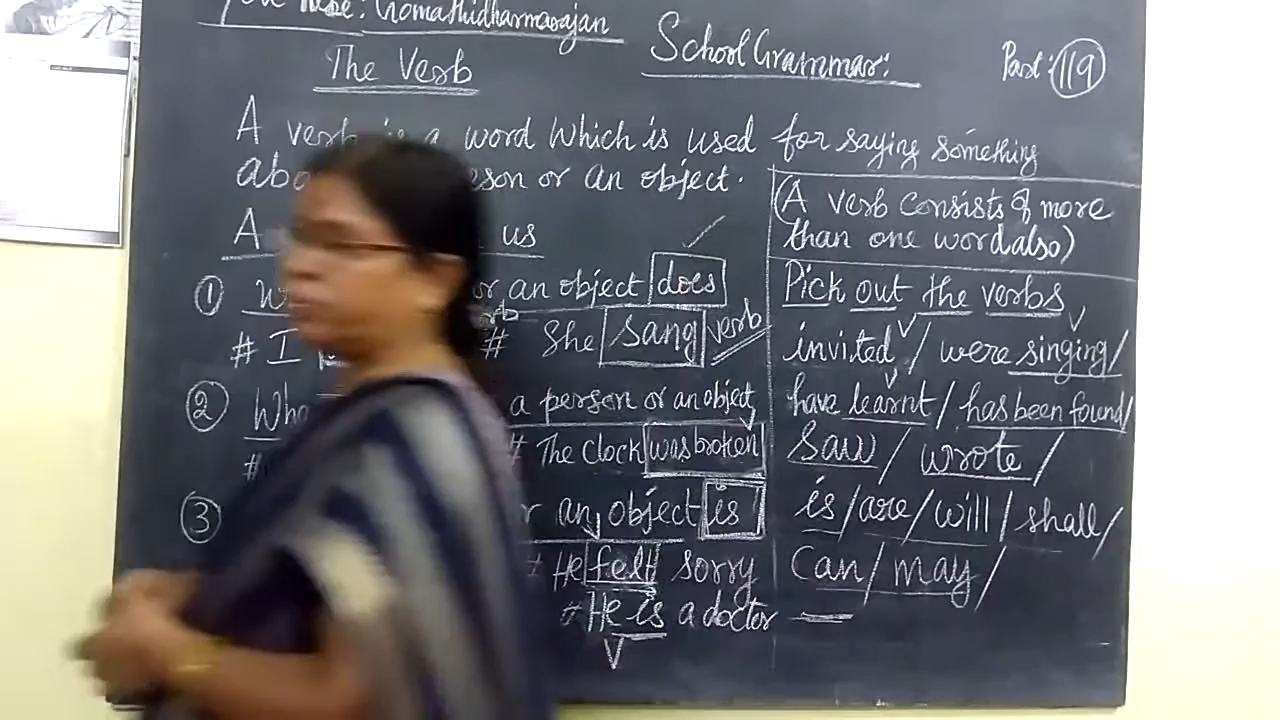 Gomathidharmarajan
School Grammar:
Part: 119
The Verb
A verb is a word which is used for saying something
person or an object.
A us
(A verb consists of more
than one word also)
① or an object does
# I # She sang verb
② a person or an object
# The Clock was broken
③ or an object is
# He felt sorry
# He is a doctor
Pick out the verbs
invited / were singing /
have learnt / has been found /
Saw / wrote /
is / are / will / shall /
Can / may /